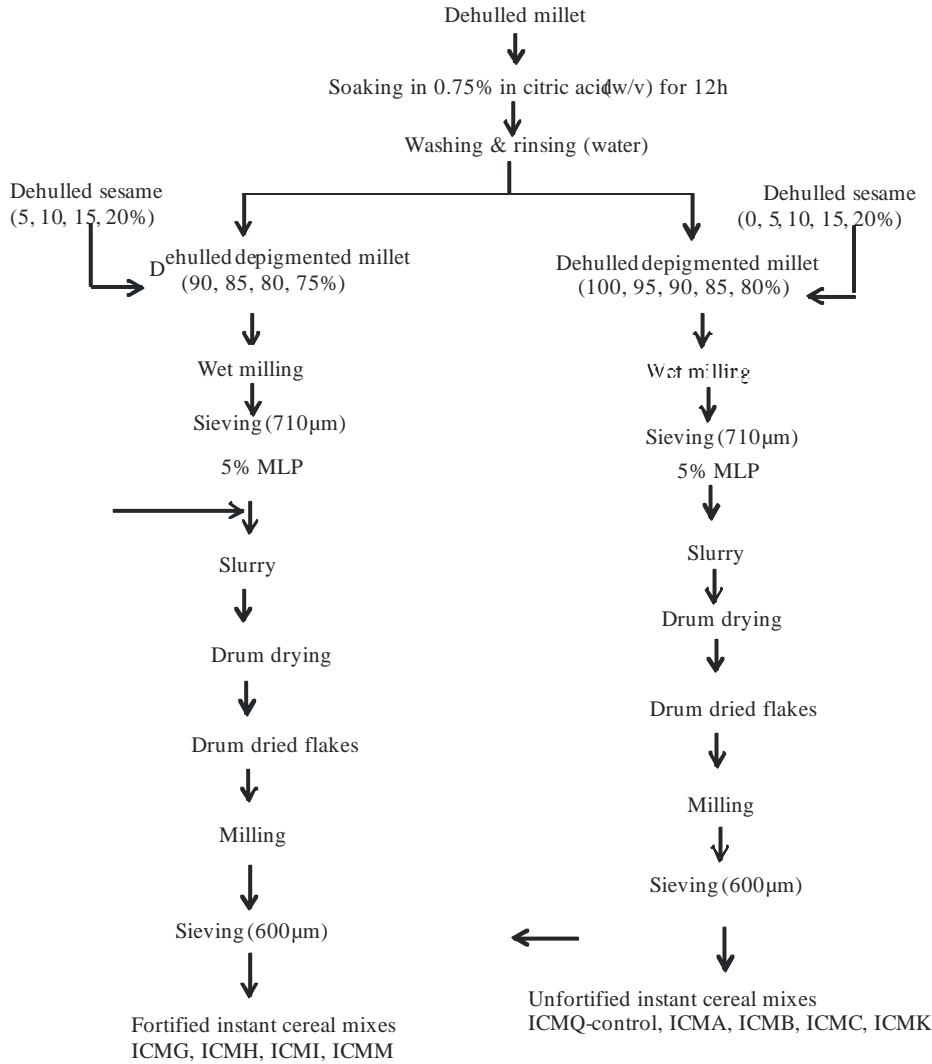 Dehulled millet
Soaking in 0.75% in citric acid (w/v) for 12h
Washing & rinsing (water)
Dehulled sesame
(5, 10, 15, 20%)
Dehulled sesame
(0, 5, 10, 15, 20%)
Dehulled depigmented millet
(90, 85, 80, 75%)
Dehulled depigmented millet
(100, 95, 90, 85, 80%)
Wet milling
Sieving (710µm)
5% MLP
Slurry
Drum drying
Drum dried flakes
Milling
Sieving (600µm)
Fortified instant cereal mixes
ICMG, ICMH, ICMI, ICMM
Wet milling
Sieving (710µm)
5% MLP
Slurry
Drum drying
Drum dried flakes
Milling
Sieving (600µm)
Unfortified instant cereal mixes
ICMQ-control, ICMA, ICMB, ICMC, ICMK